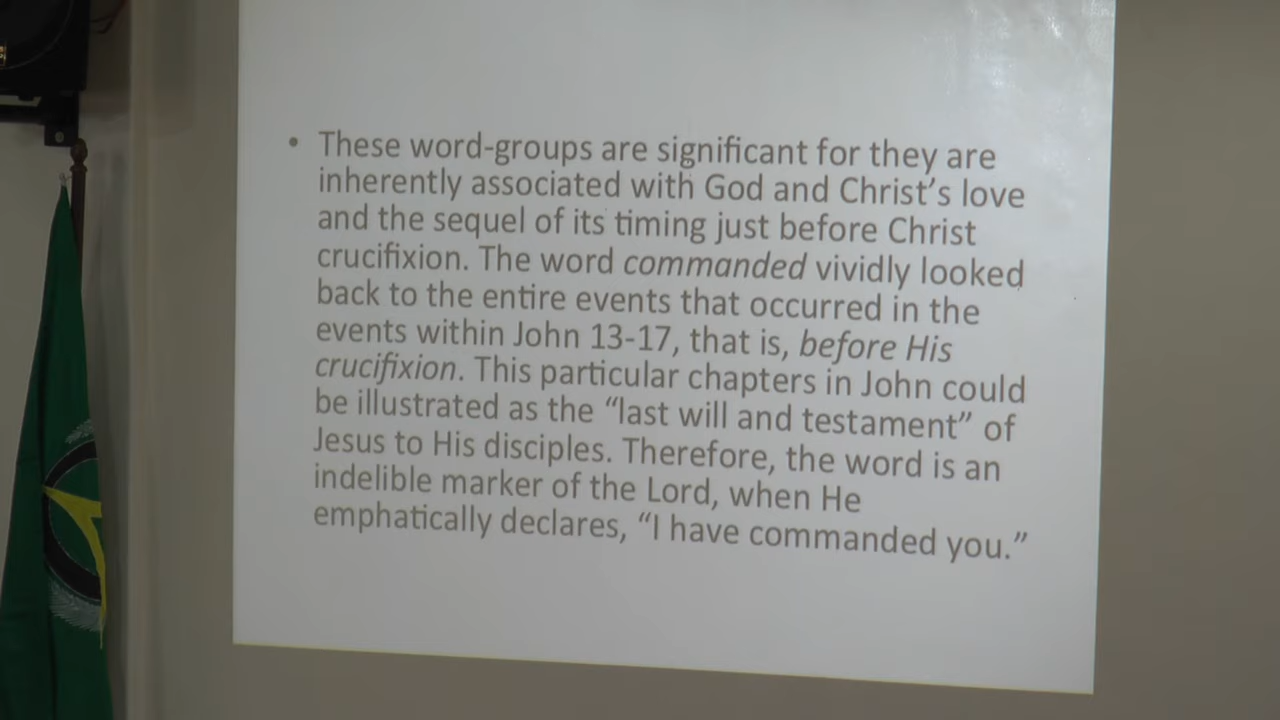 • These word-groups are significant for they are
inherently associated with God and Christ's love
and the sequel of its timing just before Christ
crucifixion. The word commanded vividly looked
back to the entire events that occurred in the
events within John 13-17, that is, before His
crucifixion. This particular chapters in John could
be illustrated as the “last will and testament” of
Jesus to His disciples. Therefore, the word is an
indelible marker of the Lord, when He
emphatically declares, “I have commanded you.”